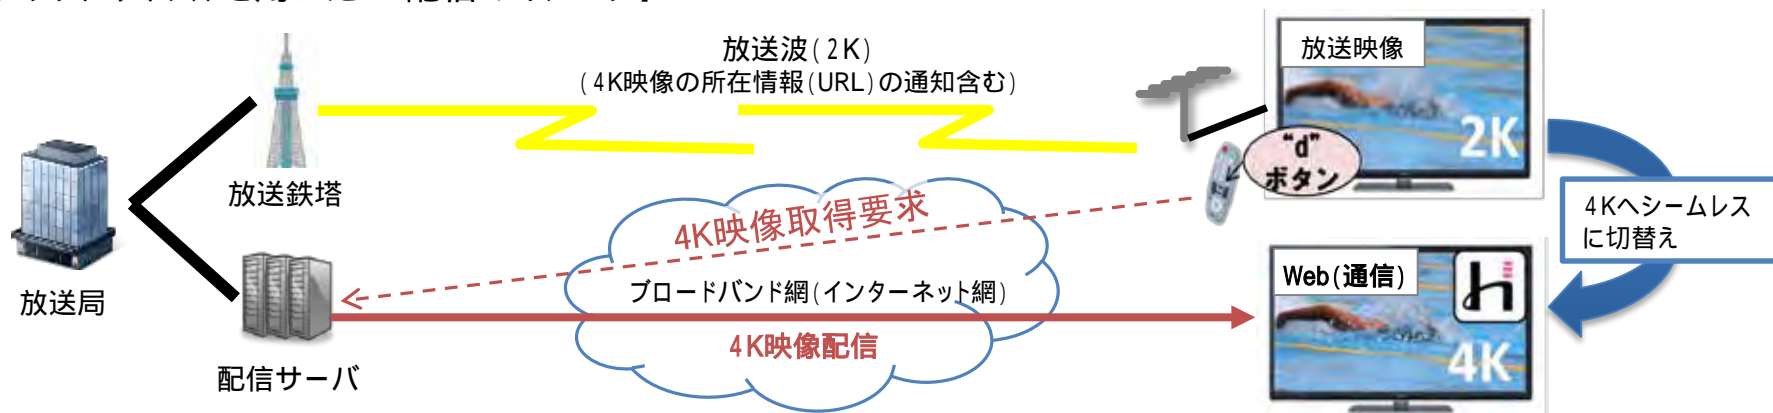 放送波(2K)
(4K映像の所在情報(URL)の通知含む)
放送映像
2K
"d"
ボタン
放送鉄塔
4K映像取得要求
4Kへシームレス
に切替え
放送局
ブロードバンド網(インターネット網)
Web(通信)
4K映像配信
4K
配信サーバ